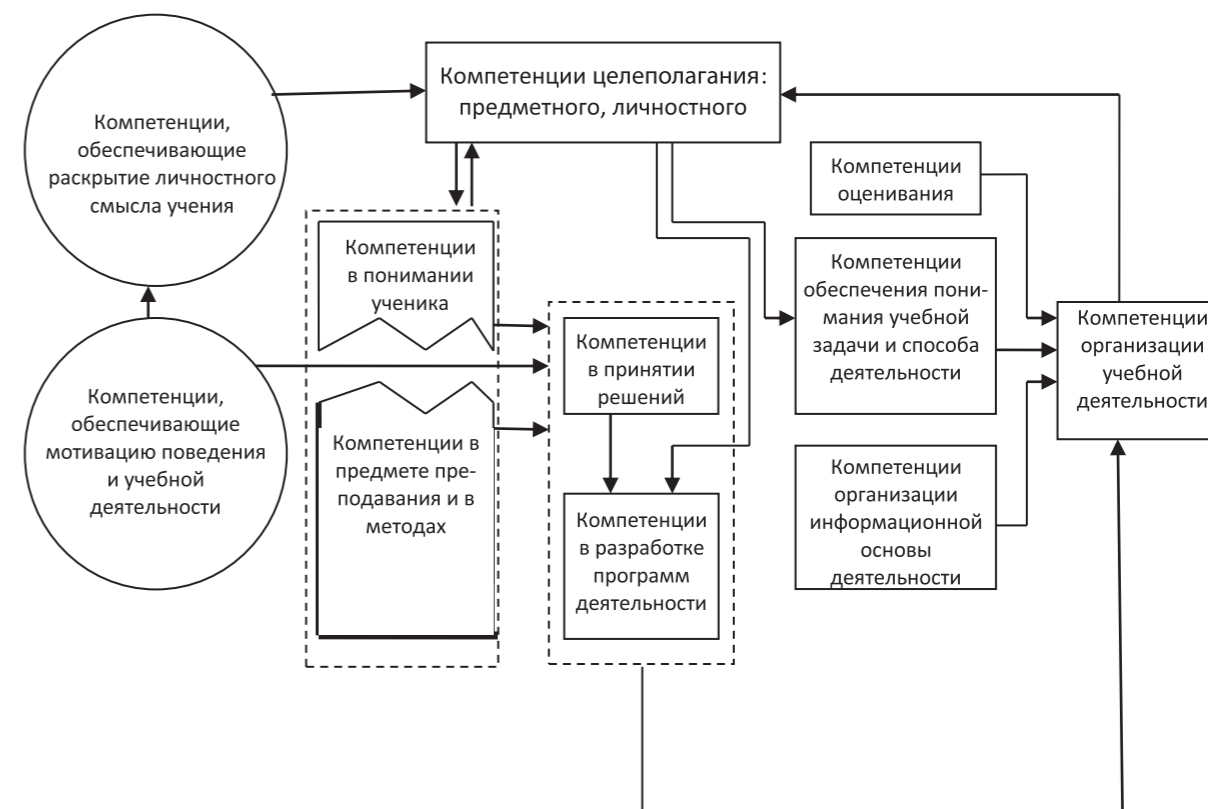 Компетенции целеполагания:
предметного, личностного
Компетенции,
обеспечивающие
раскрытие личностного
смысла учения
Компетенции
оценивания
Компетенции
в понимании
ученика
Компетенции
обеспечения пони-
мания учебной
задачи и способа
деятельности
Компетенции
организации
учебной
деятельности
Компетенции
в принятии
решений
Компетенции,
обеспечивающие
мотивацию поведения
и учебной
деятельности
Компетенции в
предмете пре-
подавания и в
методах
Компетенции
организации
информационной
основы
деятельности
Компетенции
в разработке
программ
деятельности